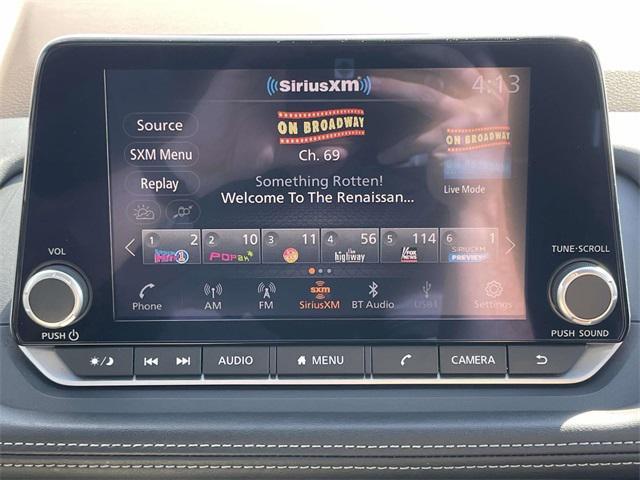 SiriusXM
4:13
Source
ON BROADWAY
ON BROADWAY
SXM Menu
Ch. 69
Replay
Something Rotten!
Live Mode
Welcome To The Renaissan...
1 2 2 10 3 11 4 56 5 114 6 1
POP2K highway FOX NEWS SIRIUSXM PREVIEW
Phone AM FM SXM SiriusXM BT Audio USB1 Settings
VOL
TUNE·SCROLL
PUSH
PUSH SOUND
AUDIO MENU CAMERA